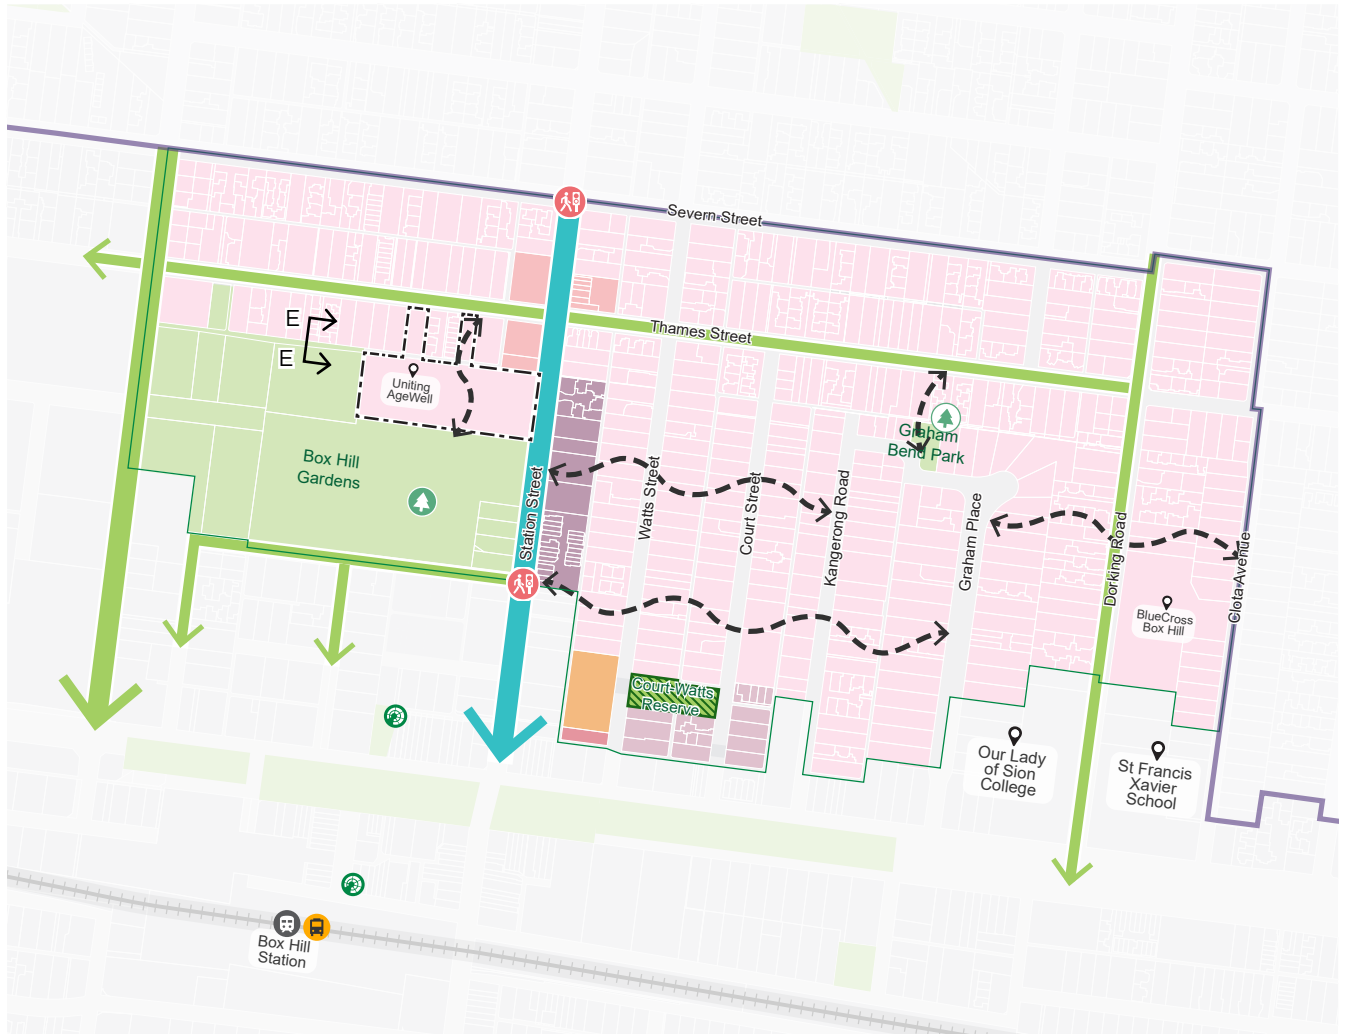 Severn Street
E
Thames Street
E
Uniting
AgeWell
Graham
Bend Park
Box Hill
Gardens
Station Street
Watts Street
Court Street
Kangerong Road
Graham Place
Dorking Road
Clota Avenue
BlueCross
Box Hill
Court-Watts
Reserve
Our Lady
of Sion
College
St Francis
Xavier
School
Box Hill
Station